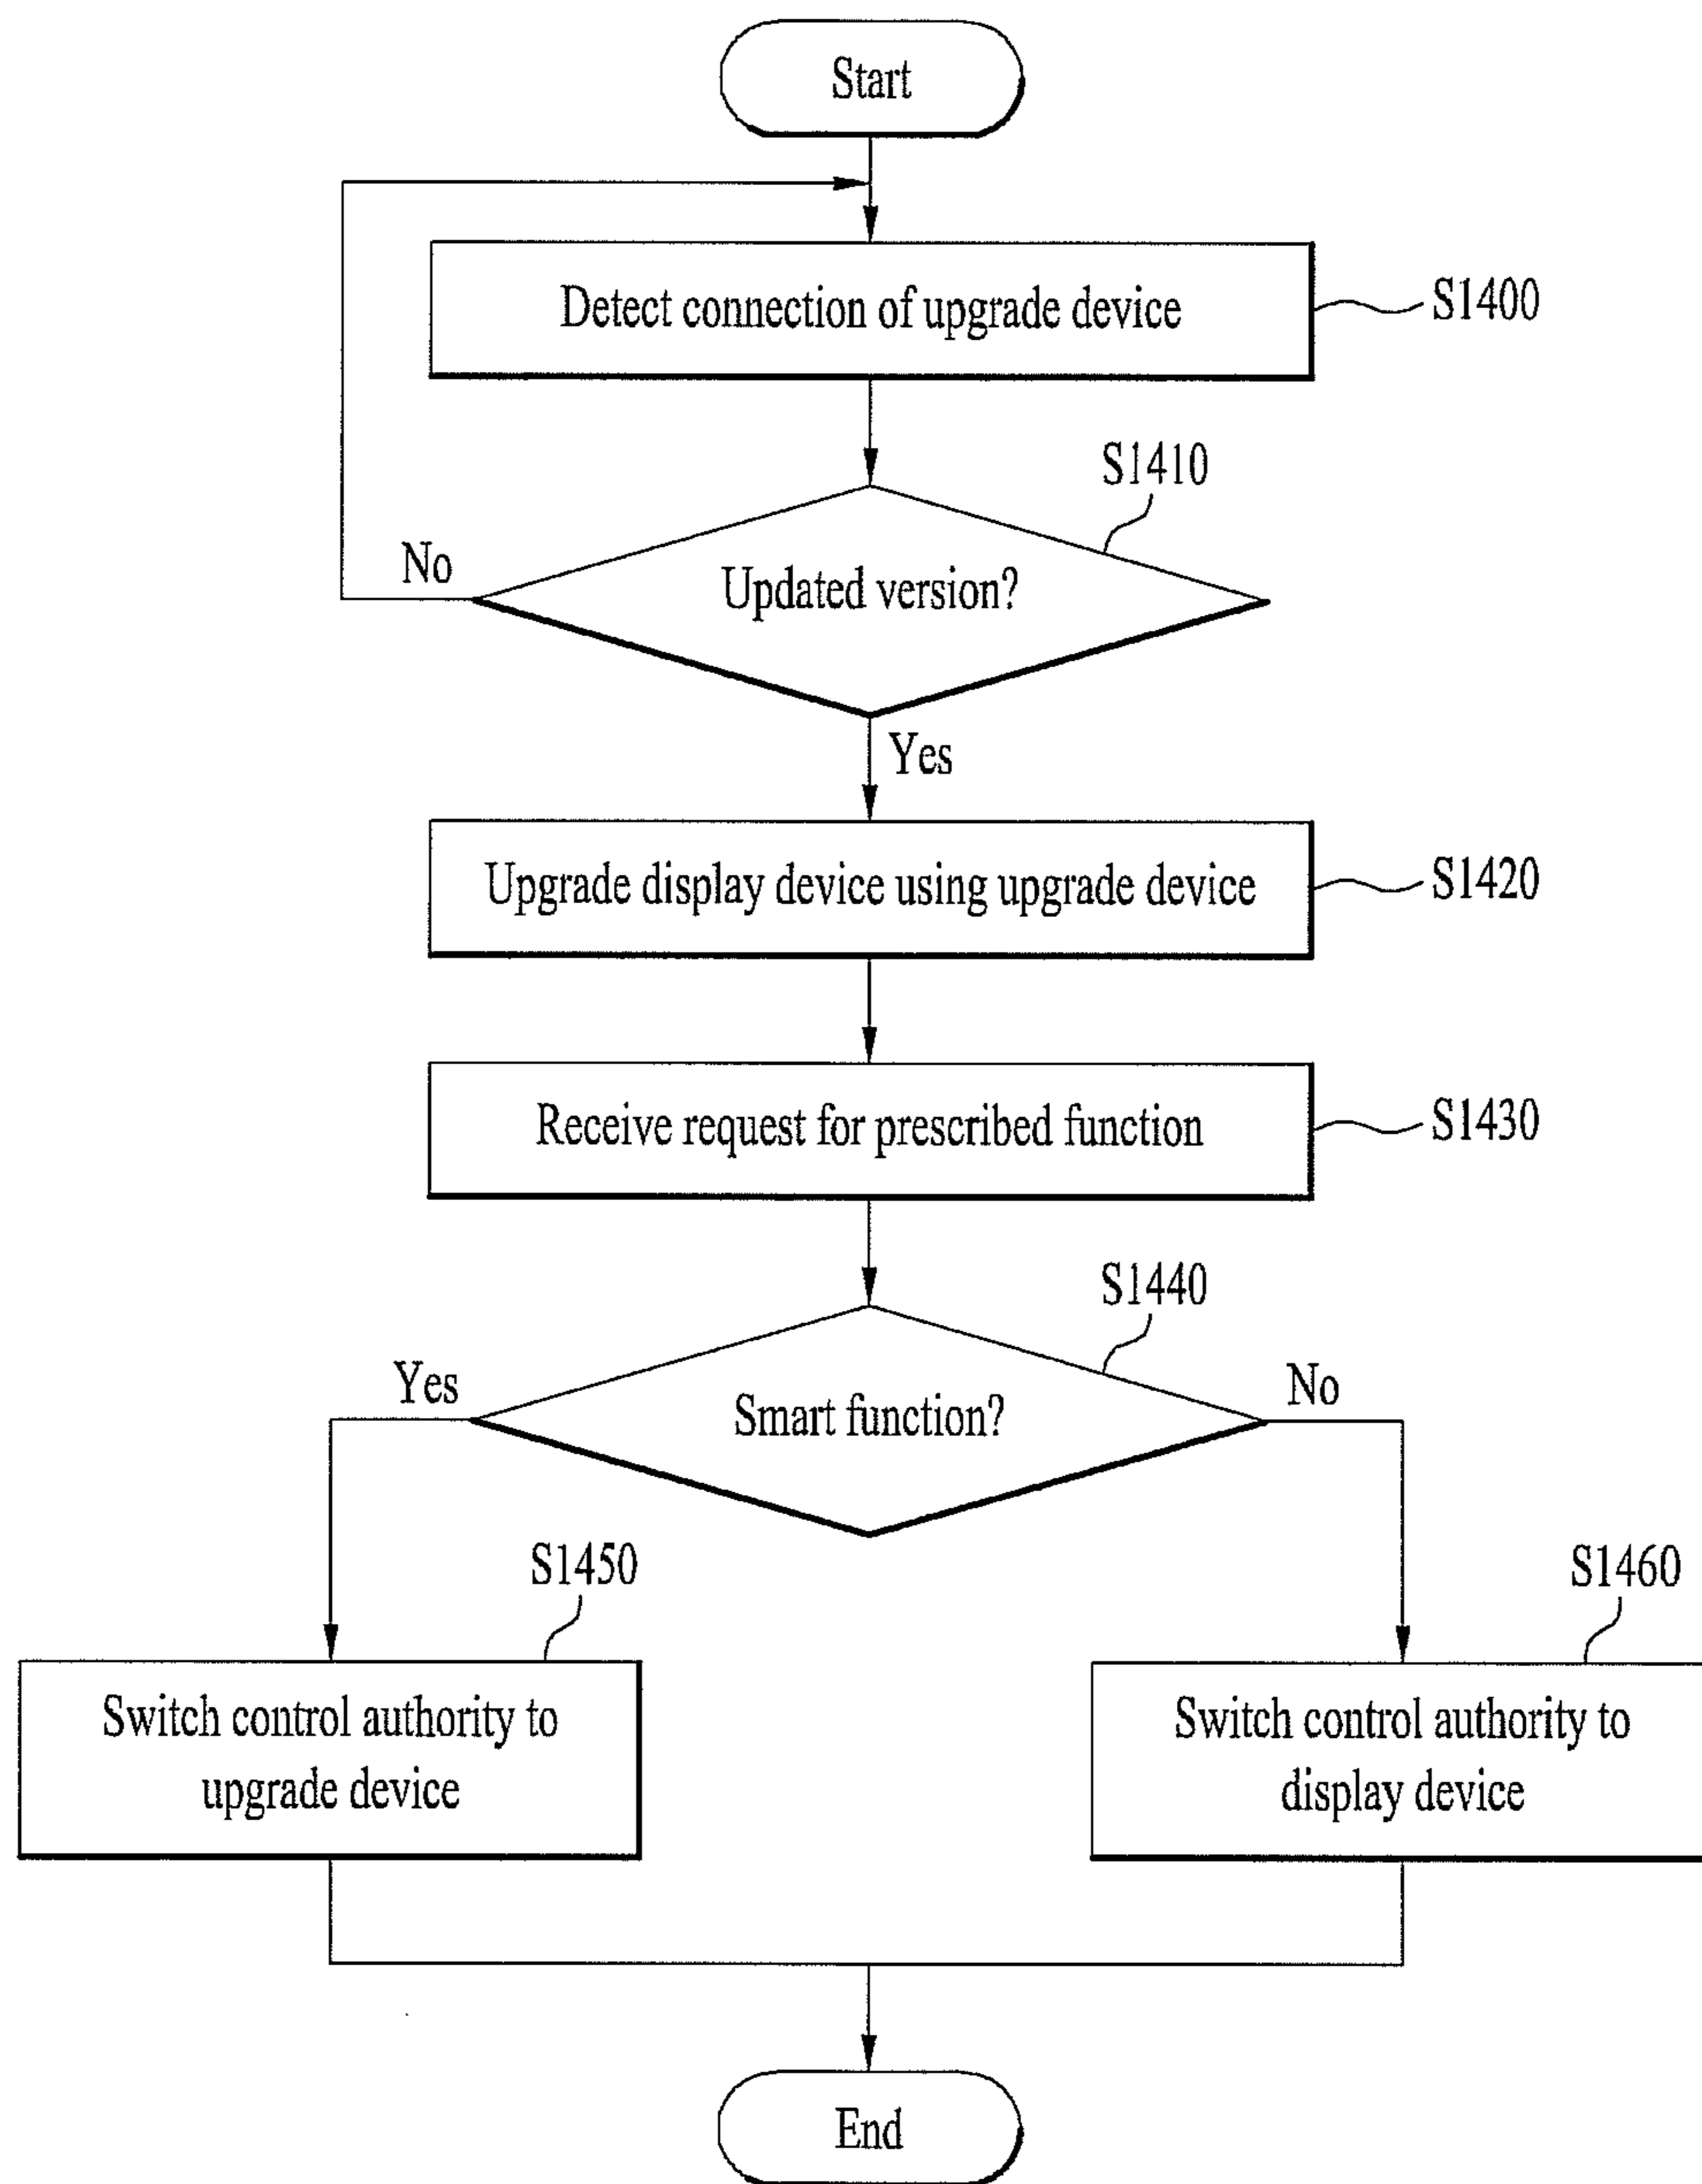 Start
Detect connection of upgrade device
S1400
S1410
Updated version?
No
Yes
Upgrade display device using upgrade device
S1420
Receive request for prescribed function
S1430
S1440
Yes
Smart function?
No
S1450
S1460
Switch control authority to
upgrade device
Switch control authority to
display device
End